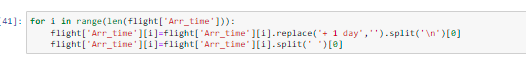 [41]: for i in range(len(flight['Arr_time'])):
flight['Arr_time'][i]=flight['Arr_time'][i].replace('+ 1 day','').split('\n')[0]
flight['Arr_time'][i]=flight['Arr_time'][i].split(' ')[0]